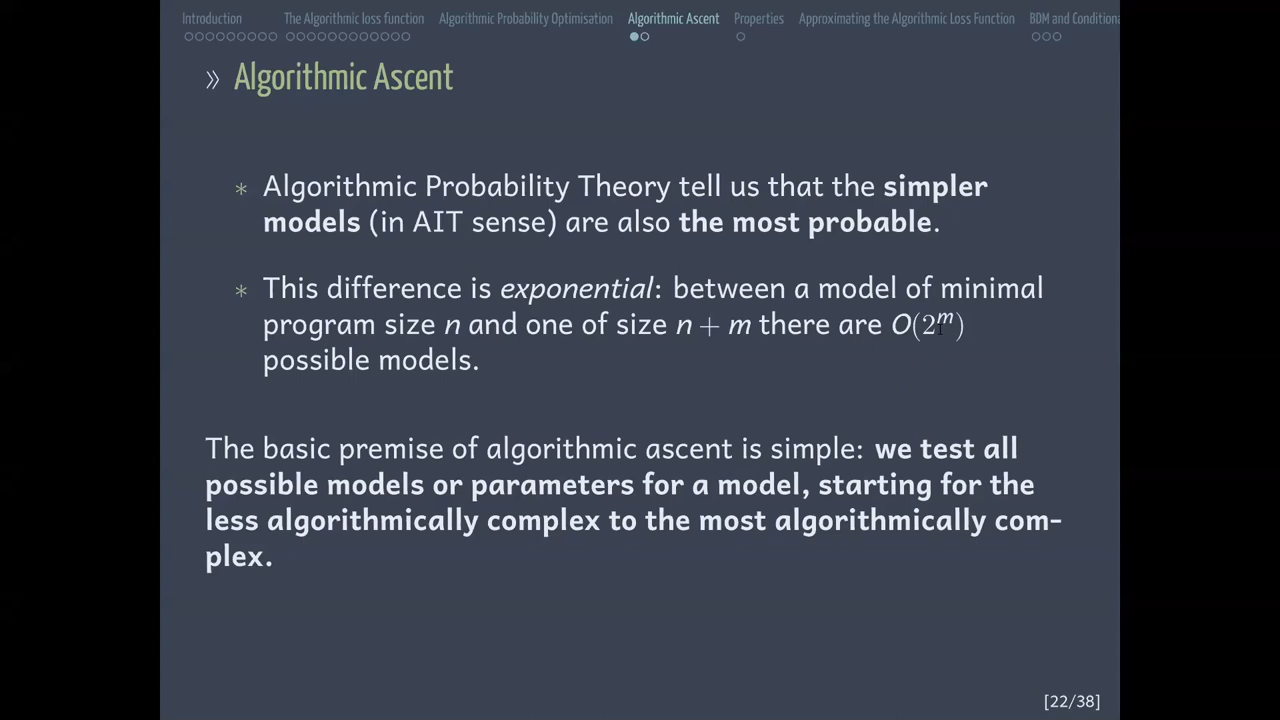 Introduction The Algorithmic loss function Algorithmic Probability Optimisation Algorithmic Ascent Properties Approximating the Algorithmic Loss Function BDM and Conditiona
» Algorithmic Ascent
* Algorithmic Probability Theory tell us that the simpler
models (in AIT sense) are also the most probable.
* This difference is exponential: between a model of minimal
program size n and one of size n + m there are O(2^m)
possible models.
The basic premise of algorithmic ascent is simple: we test all
possible models or parameters for a model, starting for the
less algorithmically complex to the most algorithmically com-
plex.
[22/38]